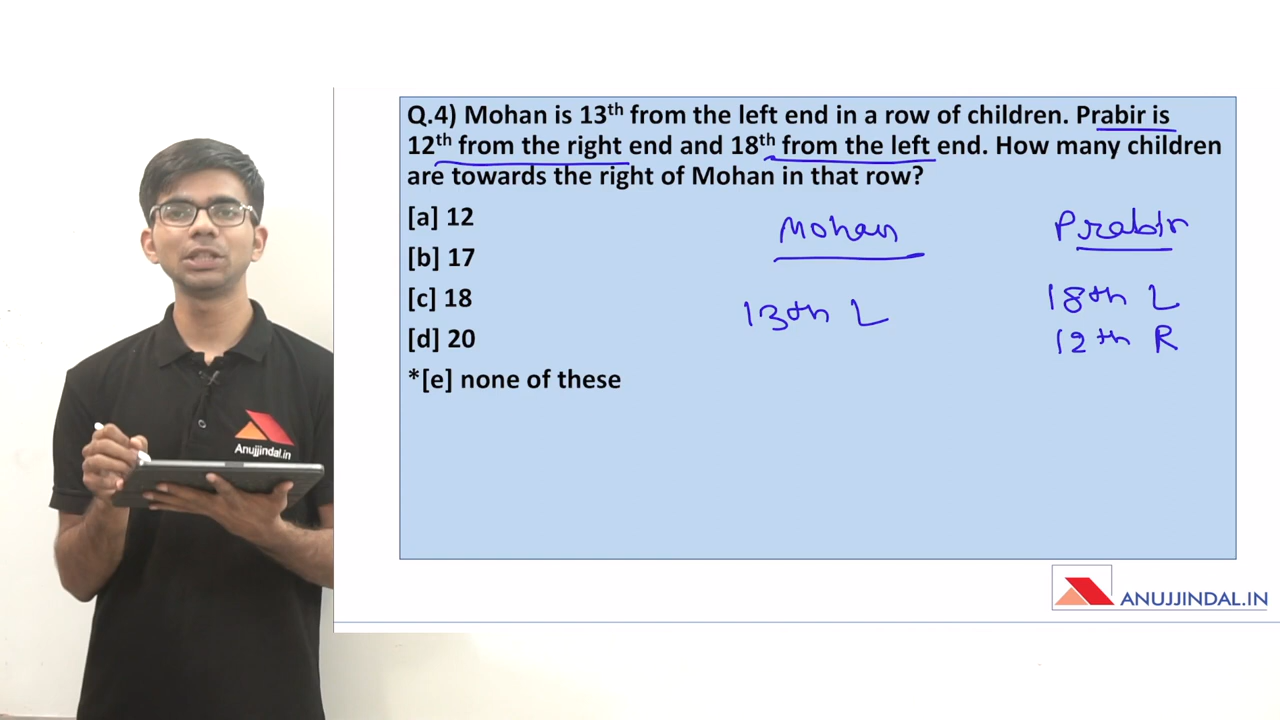 Q.4) Mohan is 13th from the left end in a row of children. Prabir is
12th from the right end and 18th from the left end. How many children
are towards the right of Mohan in that row?
[a] 12
[b] 17
[c] 18
[d] 20
*[e] none of these
Mohan
13th L
Prabir
18th L
12th R
Anujjindal.in
ANUJJINDAL.IN